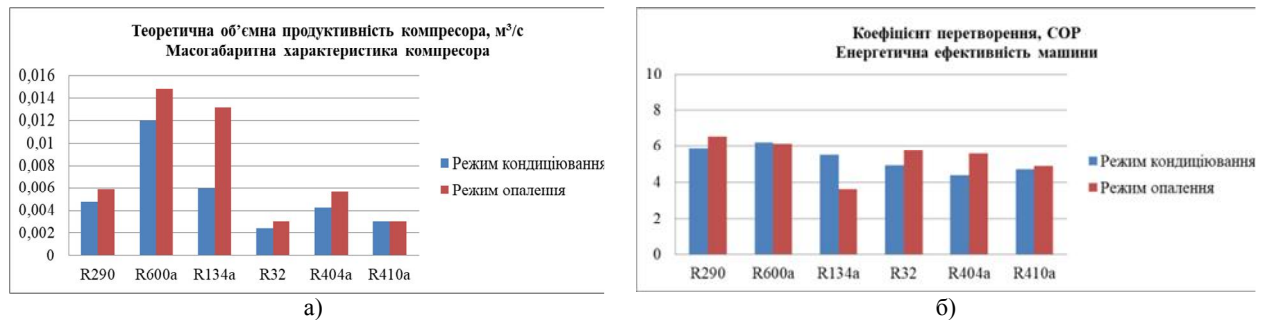 Теоретична об’ємна продуктивність компресора, м³/с
Масогабаритна характеристика компресора
0,016
0,014
0,012
0,01
0,008
0,006
0,004
0,002
0
R290 R600a R134a R32 R404a R410a
Режим кондиціювання
Режим опалення
а)
Коефіцієнт перетворення, COP
Енергетична ефективність машини
10
8
6
4
2
0
R290 R600a R134a R32 R404a R410a
Режим кондиціювання
Режим опалення
б)